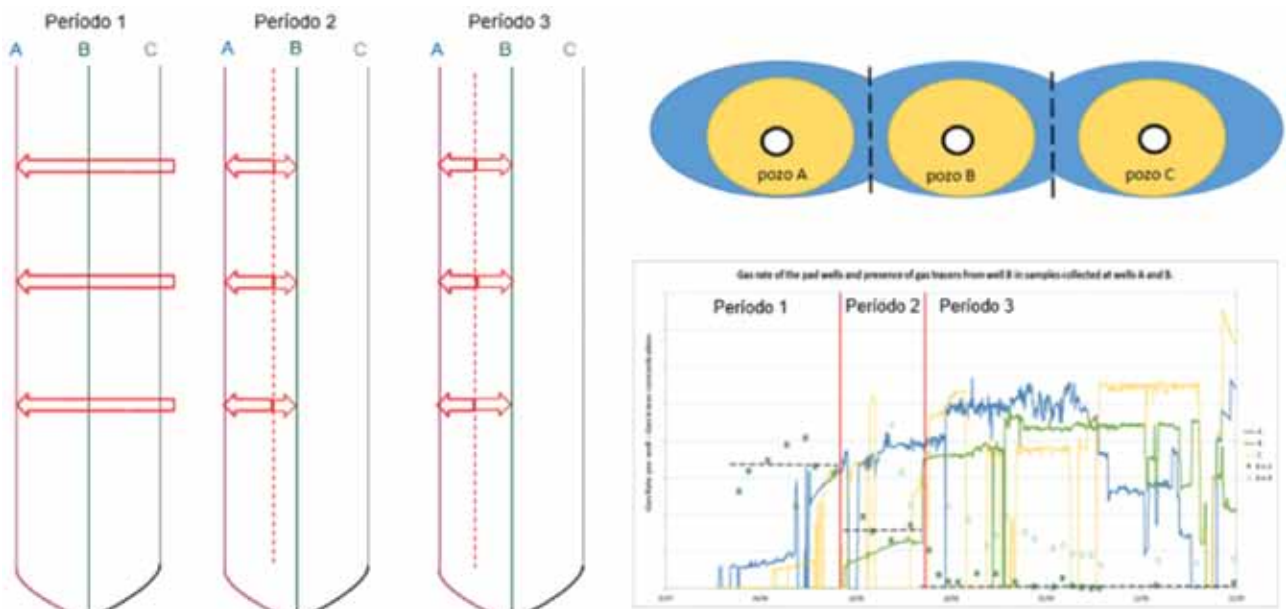 Período 1
A B C
Período 2
A B C
Período 3
A B C
pozo A
pozo B
pozo C
Gas rate of the pad wells and presence of gas tracers from well B in samples collected at wells A and B.
Período 1
Período 2
Período 3